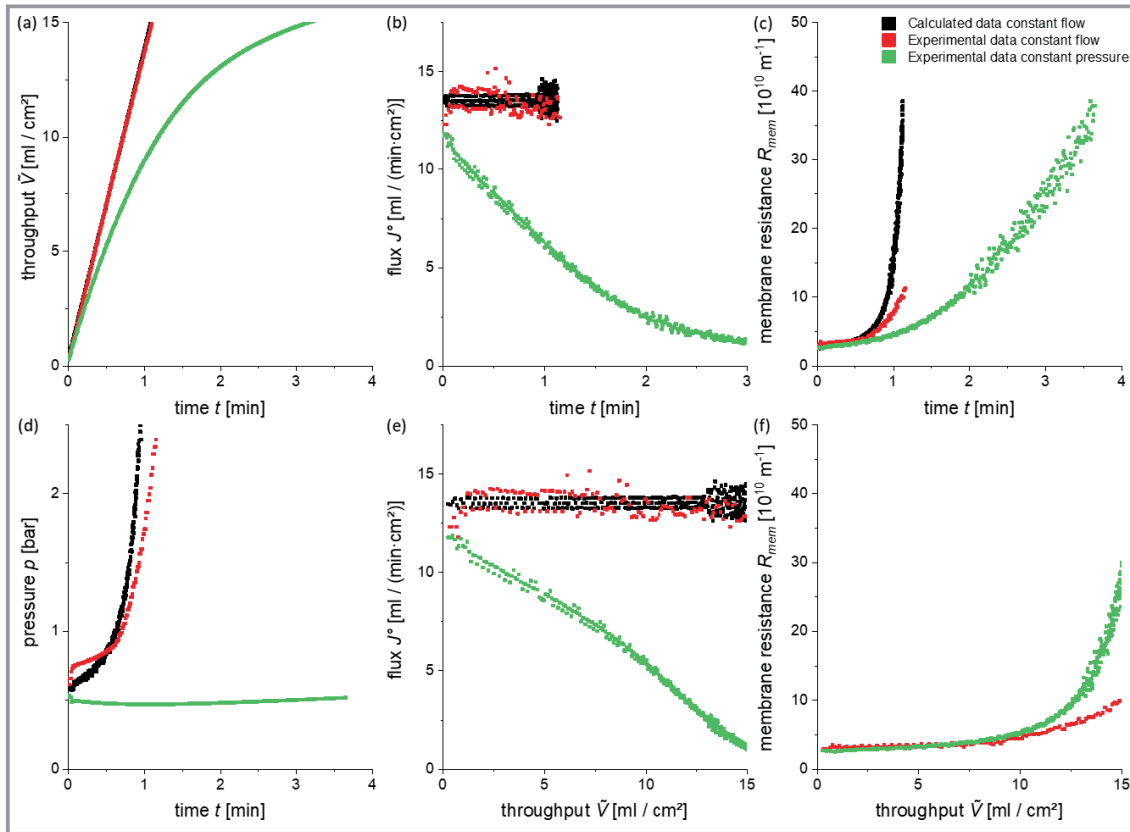 (a)
15
10
5
0
0
1
2
3
4
throughput Ṽ [ml / cm²]
time t [min]
(b)
15
10
5
0
0
1
2
3
flux J° [ml / (min·cm²)]
time t [min]
(c)
Calculated data constant flow
Experimental data constant flow
Experimental data constant pressure
50
40
30
20
10
0
0
1
2
3
4
membrane resistance Rmem [10¹⁰ m⁻¹]
time t [min]
(d)
2
1
0
0
1
2
3
4
pressure p [bar]
time t [min]
(e)
15
10
5
0
0
5
10
15
flux J° [ml / (min·cm²)]
throughput Ṽ [ml / cm²]
(f)
50
40
30
20
10
0
0
5
10
15
membrane resistance Rmem [10¹⁰ m⁻¹]
throughput Ṽ [ml / cm²]